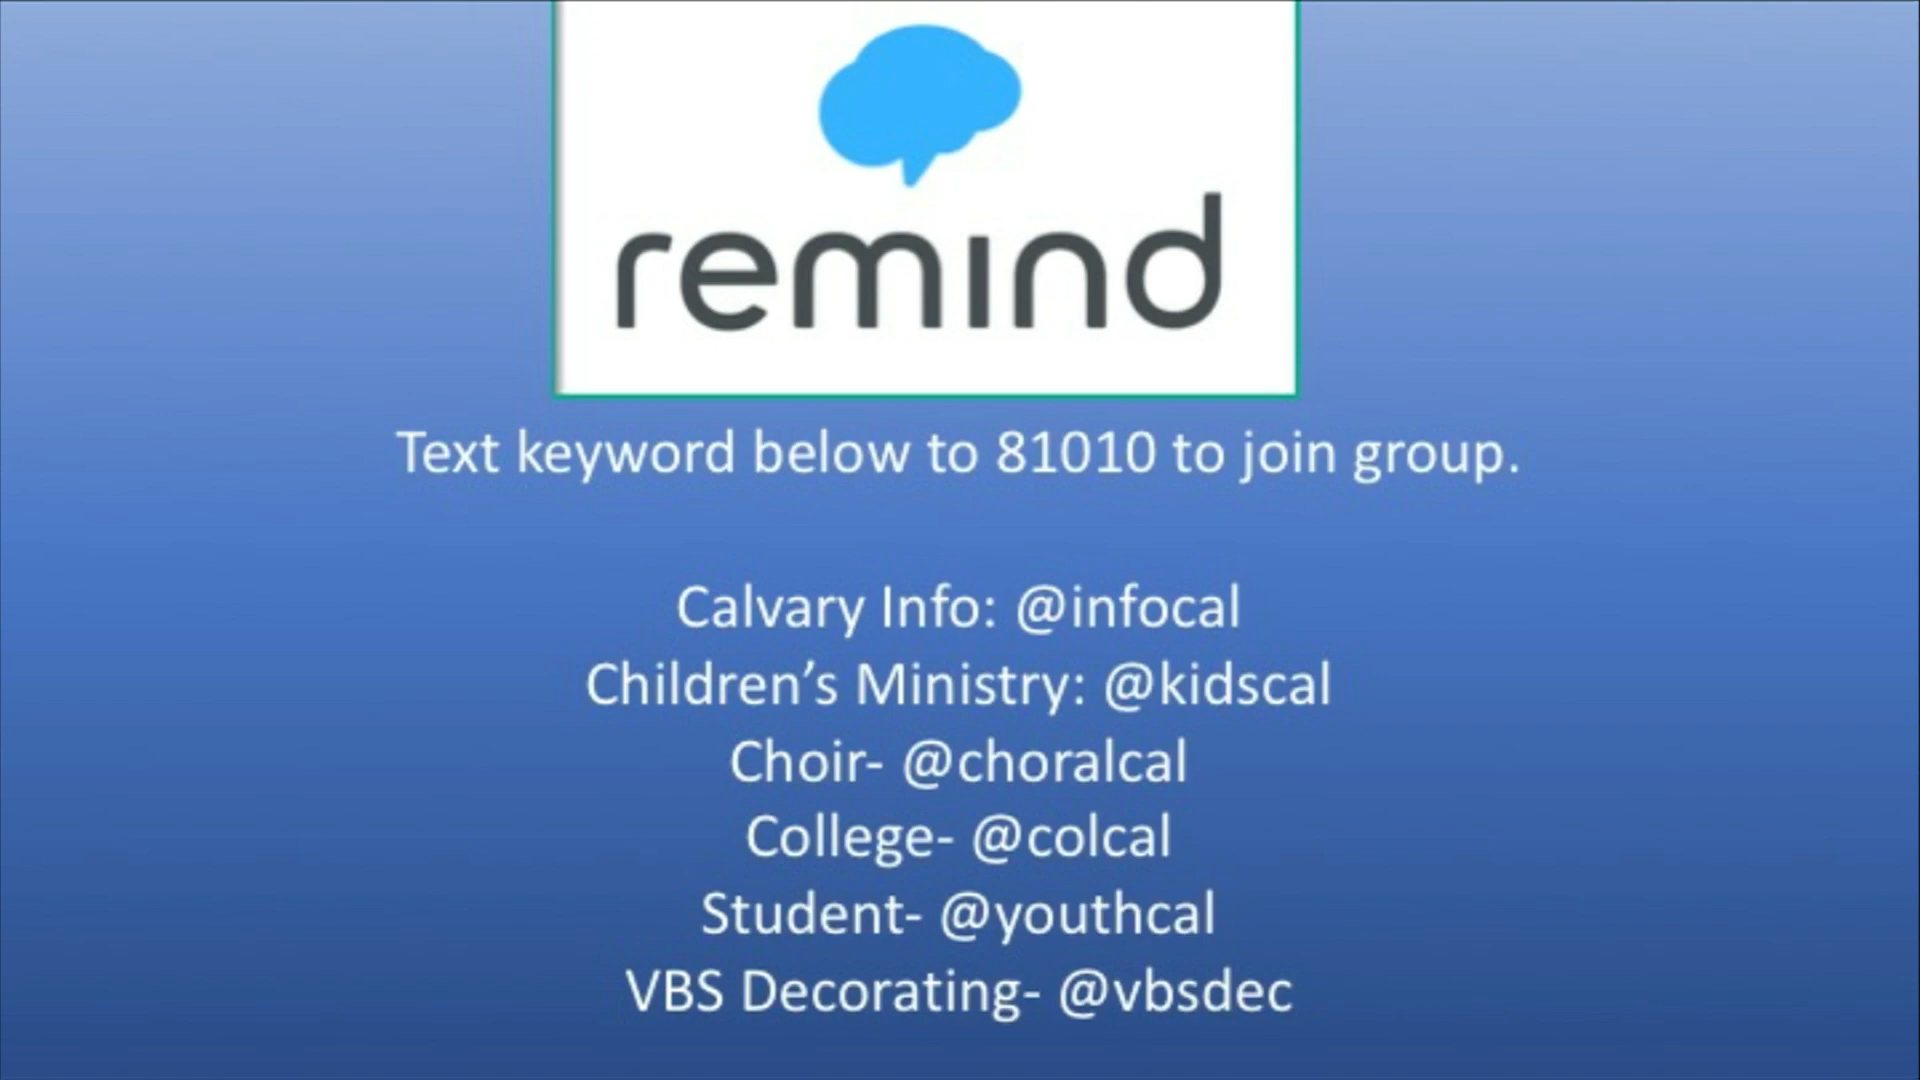 remind
Text keyword below to 81010 to join group.
Calvary Info: @infocal
Children’s Ministry: @kidscal
Choir- @choralcal
College- @colcal
Student- @youthcal
VBS Decorating- @vbsdec